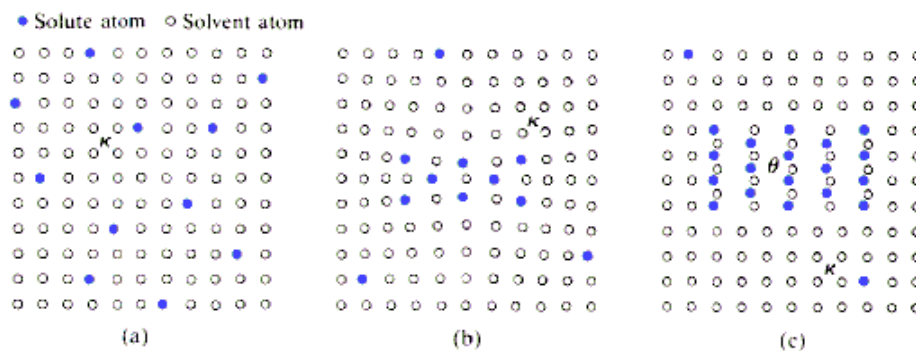 Solute atom Solvent atom
κ
κ
θ
κ
(a) (b) (c)